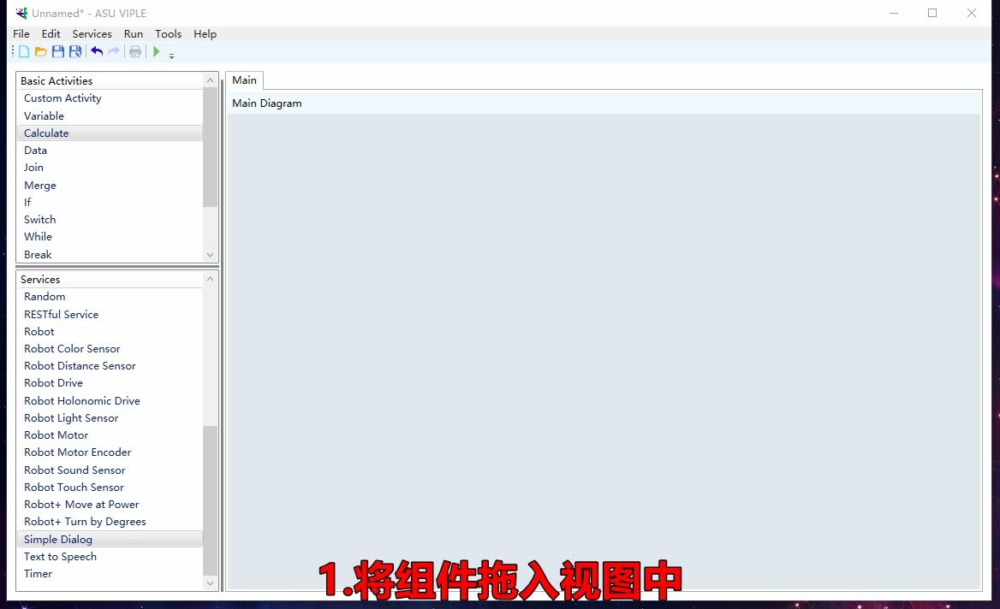 Unnamed* - ASU VIPLE
File Edit Services Run Tools Help
Basic Activities
Custom Activity
Variable
Calculate
Data
Join
Merge
If
Switch
While
Break
Services
Random
RESTful Service
Robot
Robot Color Sensor
Robot Distance Sensor
Robot Drive
Robot Holonomic Drive
Robot Light Sensor
Robot Motor
Robot Motor Encoder
Robot Sound Sensor
Robot Touch Sensor
Robot+ Move at Power
Robot+ Turn by Degrees
Simple Dialog
Text to Speech
Timer
Main
Main Diagram
1.将组件拖入视图中